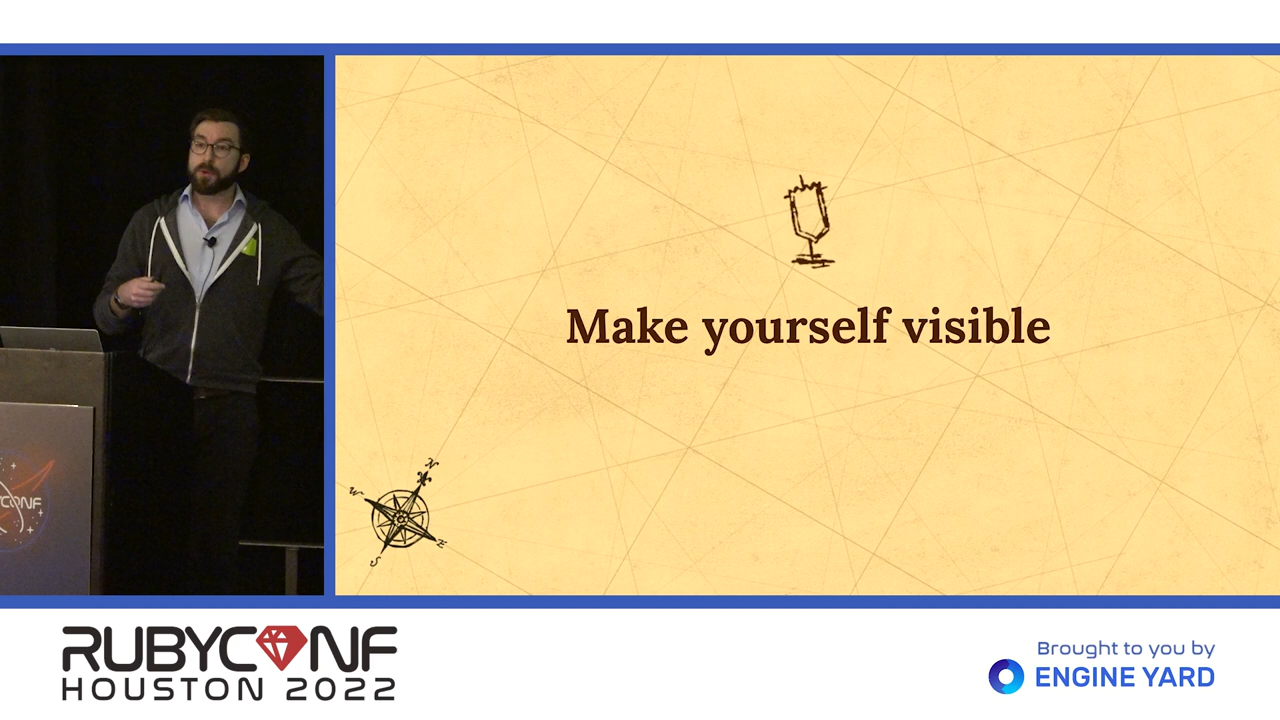 Make yourself visible
N
W
E
S
RUBYCONF
HOUSTON 2022
Brought to you by
ENGINE YARD